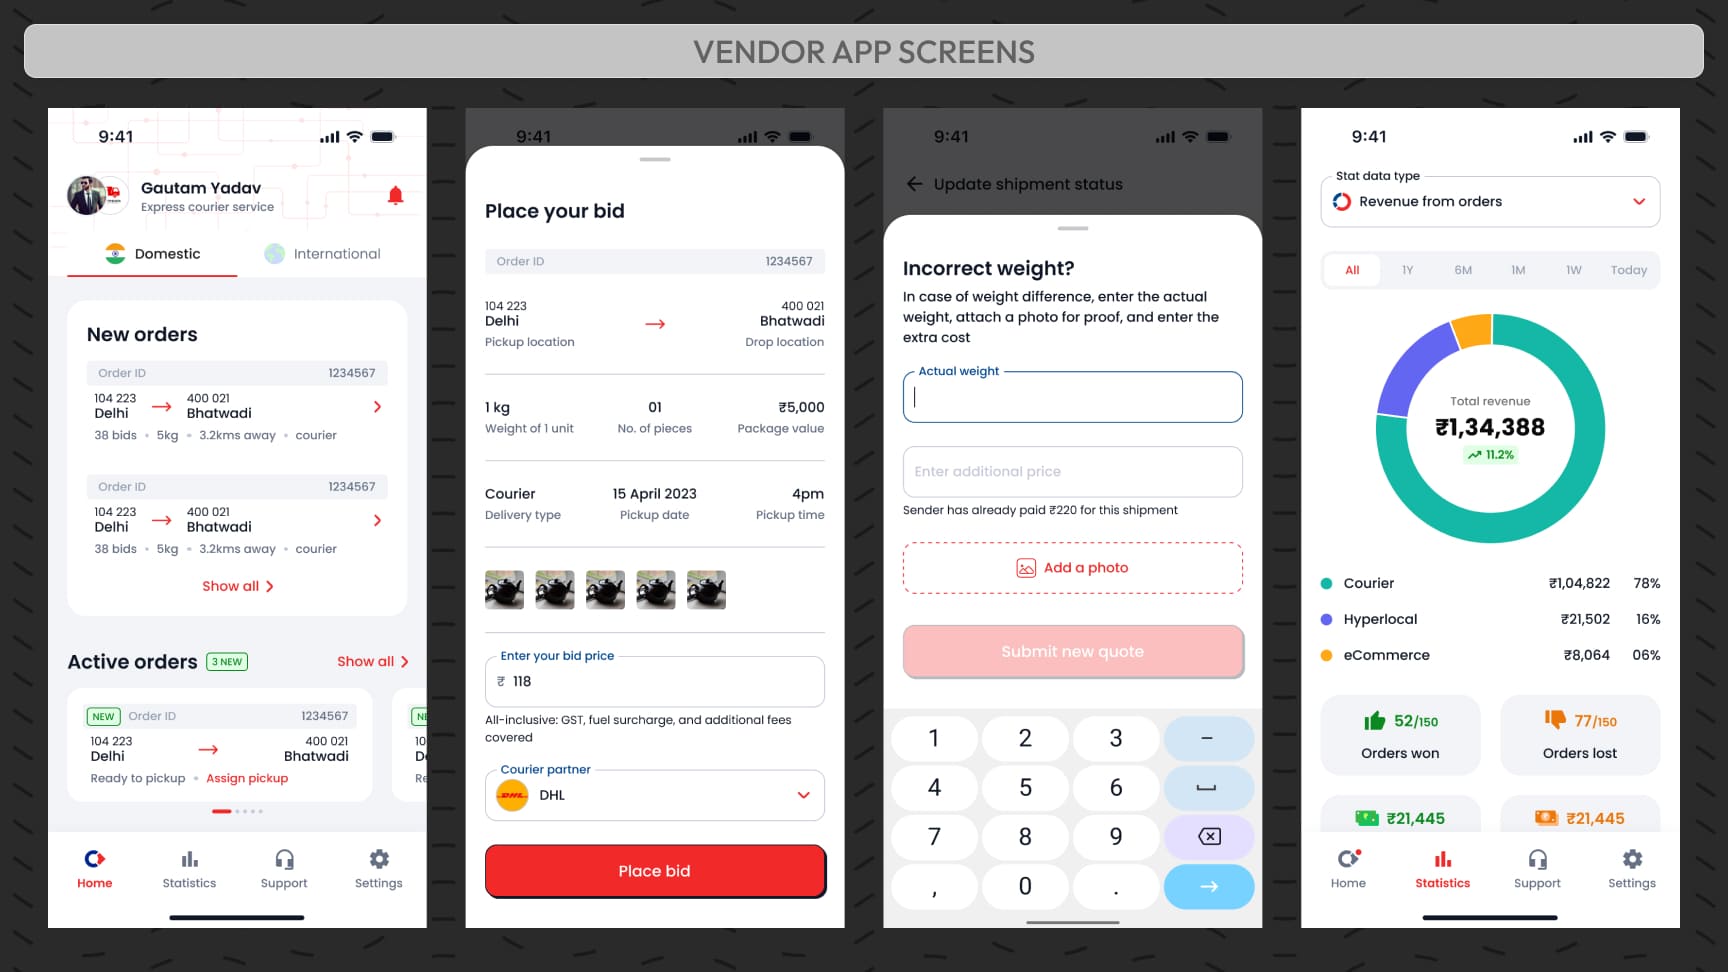 VENDOR APP SCREENS
9:41
Gautam Yadav
Express courier service
Domestic
International
New orders
Order ID 1234567
104 223 400 021
Delhi Bhatwadi
38 bids • 5kg • 3.2kms away • courier
Order ID 1234567
104 223 400 021
Delhi Bhatwadi
38 bids • 5kg • 3.2kms away • courier
Show all
Active orders 3 NEW Show all
NEW Order ID 1234567
104 223 400 021
Delhi Bhatwadi
Ready to pickup • Assign pickup
NE
10
De
Re
Home Statistics Support Settings
9:41
Place your bid
Order ID 1234567
104 223 400 021
Delhi Bhatwadi
Pickup location Drop location
1 kg 01 ₹5,000
Weight of 1 unit No. of pieces Package value
Courier 15 April 2023 4pm
Delivery type Pickup date Pickup time
Enter your bid price
₹ 118
All-inclusive: GST, fuel surcharge, and additional fees
covered
Courier partner
DHL DHL
Place bid
9:41
Update shipment status
Incorrect weight?
In case of weight difference, enter the actual
weight, attach a photo for proof, and enter the
extra cost
Actual weight
Enter additional price
Sender has already paid ₹220 for this shipment
Add a photo
Submit new quote
1 2 3 –
4 5 6
7 8 9
, 0 .
9:41
Stat data type
Revenue from orders
All 1Y 6M 1M 1W Today
Total revenue
₹1,34,388
11.2%
Courier ₹1,04,822 78%
Hyperlocal ₹21,502 16%
eCommerce ₹8,064 06%
52/150 77/150
Orders won Orders lost
₹21,445 ₹21,445
Home Statistics Support Settings